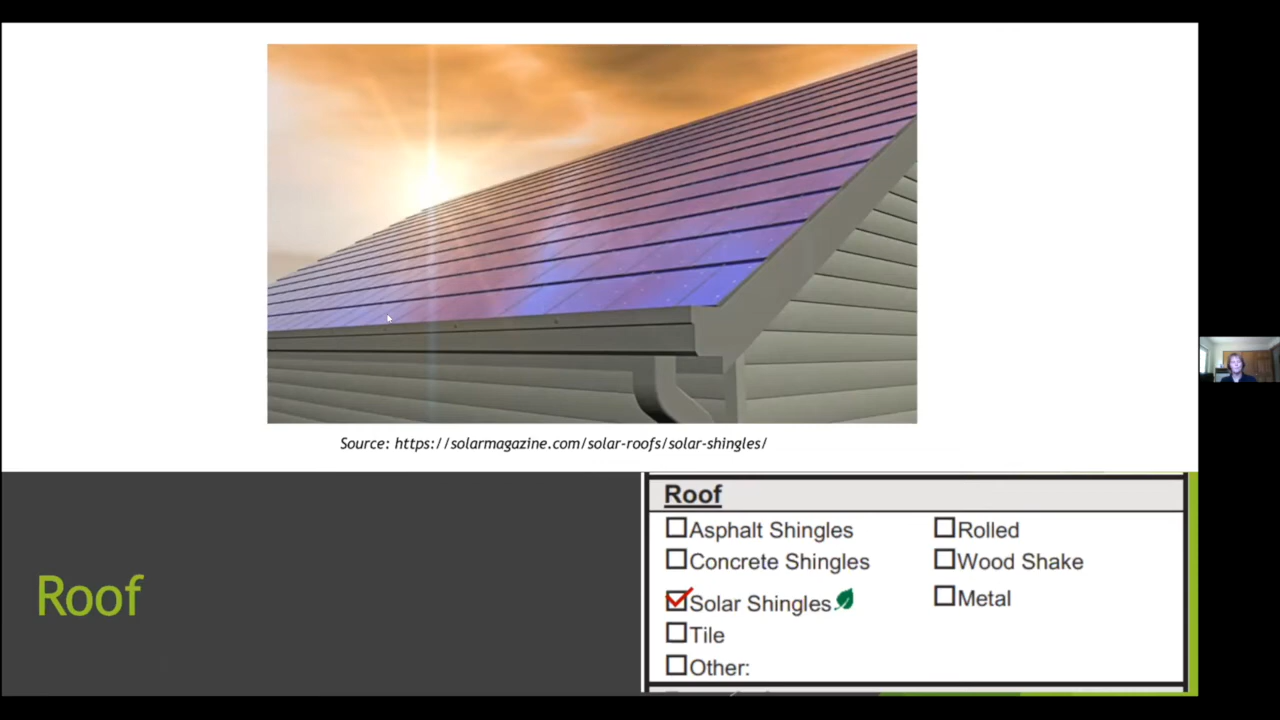 Source: https://solarmagazine.com/solar-roofs/solar-shingles/
Roof
Roof
Asphalt Shingles
Rolled
Concrete Shingles
Wood Shake
Solar Shingles
Metal
Tile
Other: